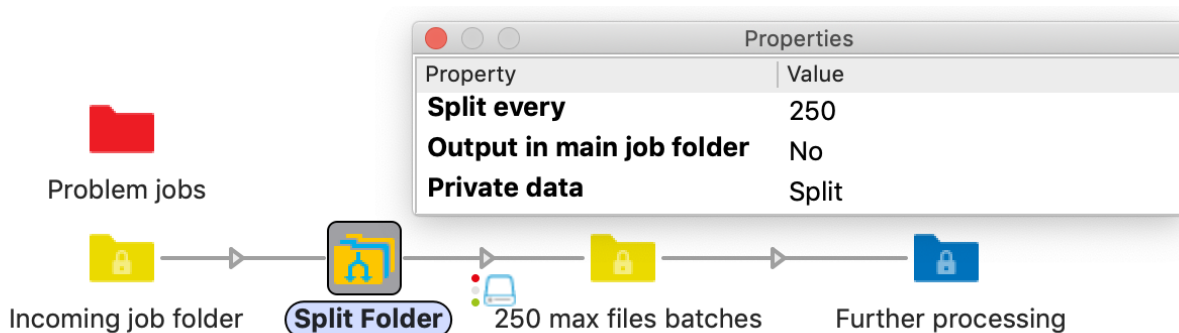 Properties
Property Value
Split every 250
Output in main job folder No
Private data Split
Problem jobs
Incoming job folder Split Folder 250 max files batches Further processing